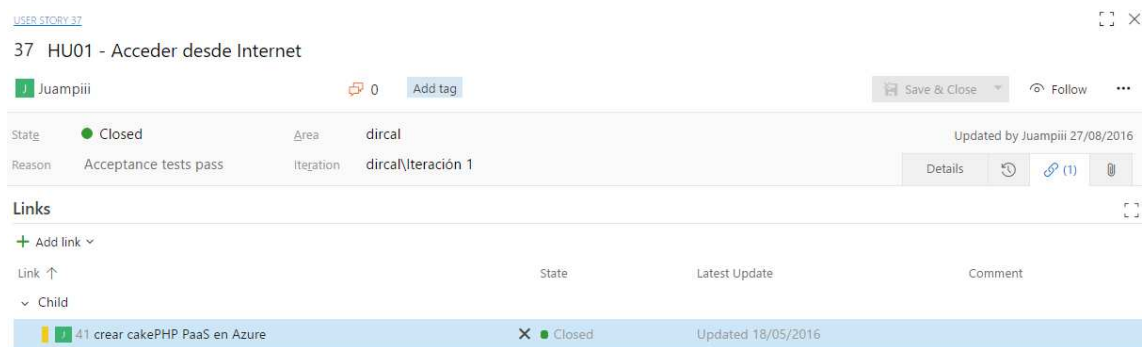 USER STORY 37
37 HU01 - Acceder desde Internet
J Juampiii 0 Add tag Save & Close Follow ...
State Closed Area dircal Updated by Juampiii 27/08/2016
Reason Acceptance tests pass Iteration dircal\Iteración 1 Details (1)
Links
+ Add link
Link ↑ State Latest Update Comment
Child
J 41 crear cakePHP PaaS en Azure Closed Updated 18/05/2016